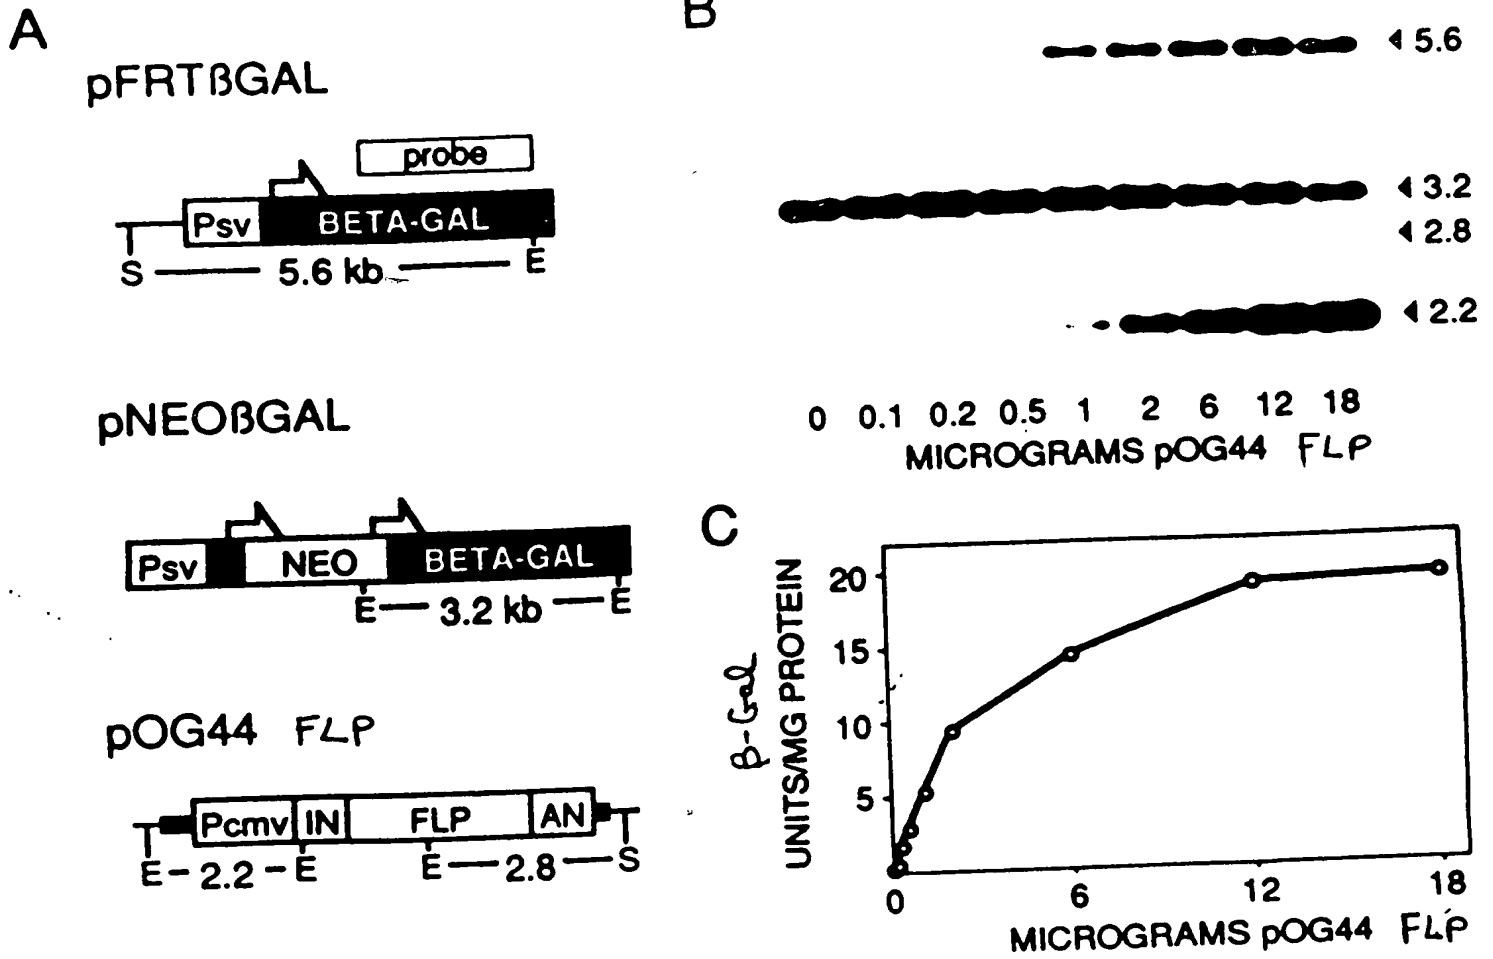 A
pFRTßGAL
probe
Psv BETA-GAL
S 5.6 kb E
pNEOßGAL
Psv NEO BETA-GAL
E 3.2 kb E
pOG44 FLP
Pcmv IN FLP AN
E 2.2 E E 2.8 S
B
5.6
3.2
2.8
2.2
0 0.1 0.2 0.5 1 2 6 12 18
MICROGRAMS pOG44 FLP
C
β-Gal
UNITS/MG PROTEIN
20
15
10
5
0 6 12 18
MICROGRAMS pOG44 FLP